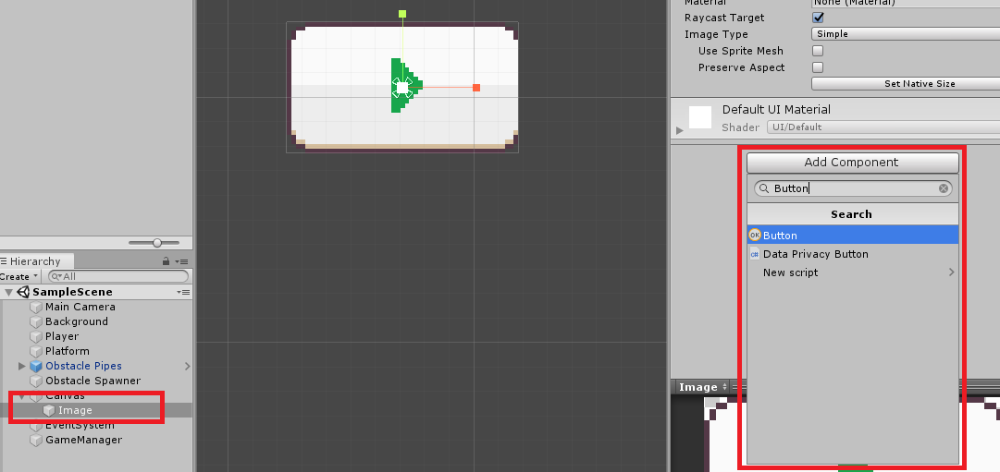 Hierarchy
Create
All
SampleScene
Main Camera
Background
Player
Platform
Obstacle Pipes
Obstacle Spawner
Canvas
Image
EventSystem
GameManager
Material
None (Material)
Raycast Target
Image Type
Simple
Use Sprite Mesh
Preserve Aspect
Set Native Size
Default UI Material
Shader
UI/Default
Add Component
Button
Search
OK
Button
C#
Data Privacy Button
New script
Image